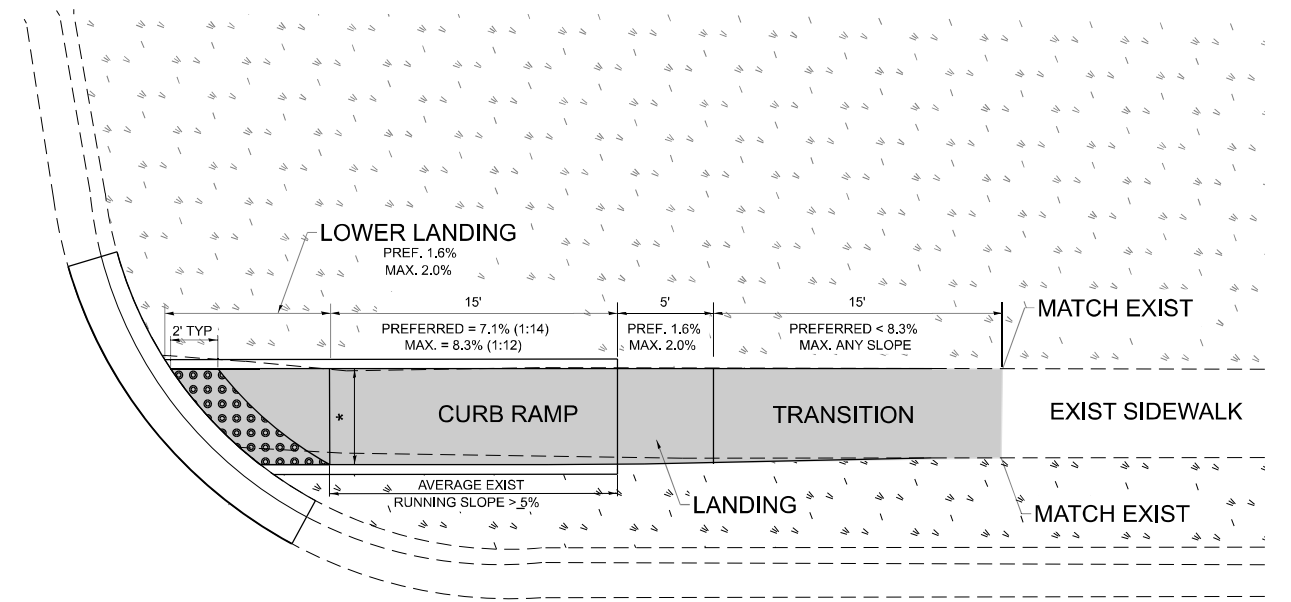 LOWER LANDING
PREF. 1.6%
MAX. 2.0%
15'
5'
15'
MATCH EXIST
2' TYP
PREFERRED = 7.1% (1:14)
MAX. = 8.3% (1:12)
PREF. 1.6%
MAX. 2.0%
PREFERRED < 8.3%
MAX. ANY SLOPE
*
CURB RAMP
TRANSITION
EXIST SIDEWALK
AVERAGE EXIST
RUNNING SLOPE > 5%
LANDING
MATCH EXIST